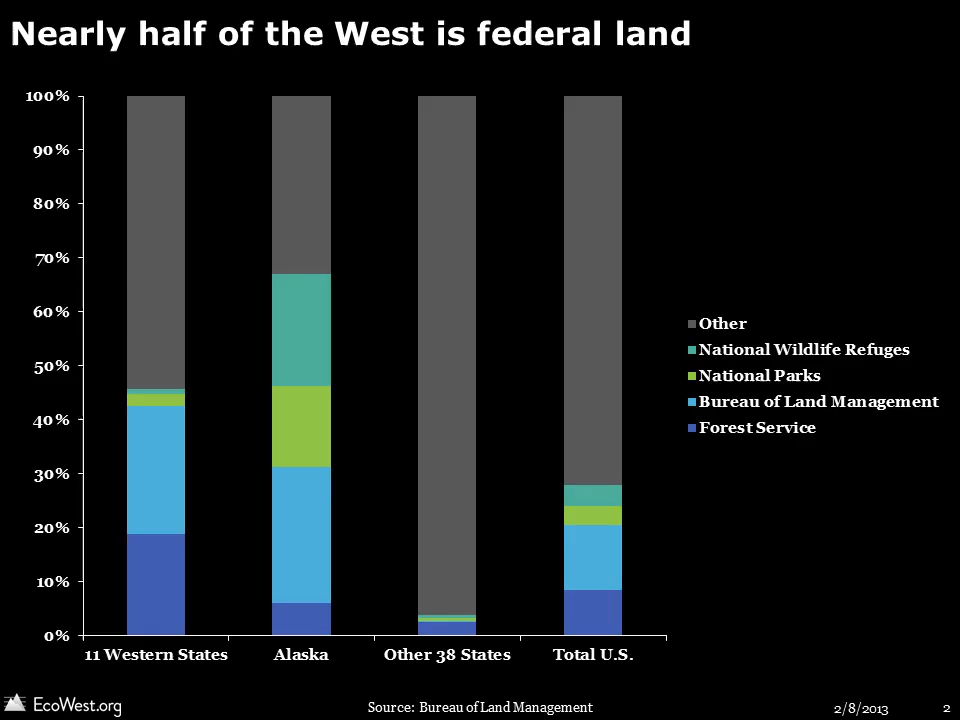 Nearly half of the West is federal land
100%
90%
80%
70%
60%
50%
40%
30%
20%
10%
0%
11 Western States
Alaska
Other 38 States
Total U.S.
Other
National Wildlife Refuges
National Parks
Bureau of Land Management
Forest Service
EcoWest.org
Source: Bureau of Land Management
2/8/2013
2